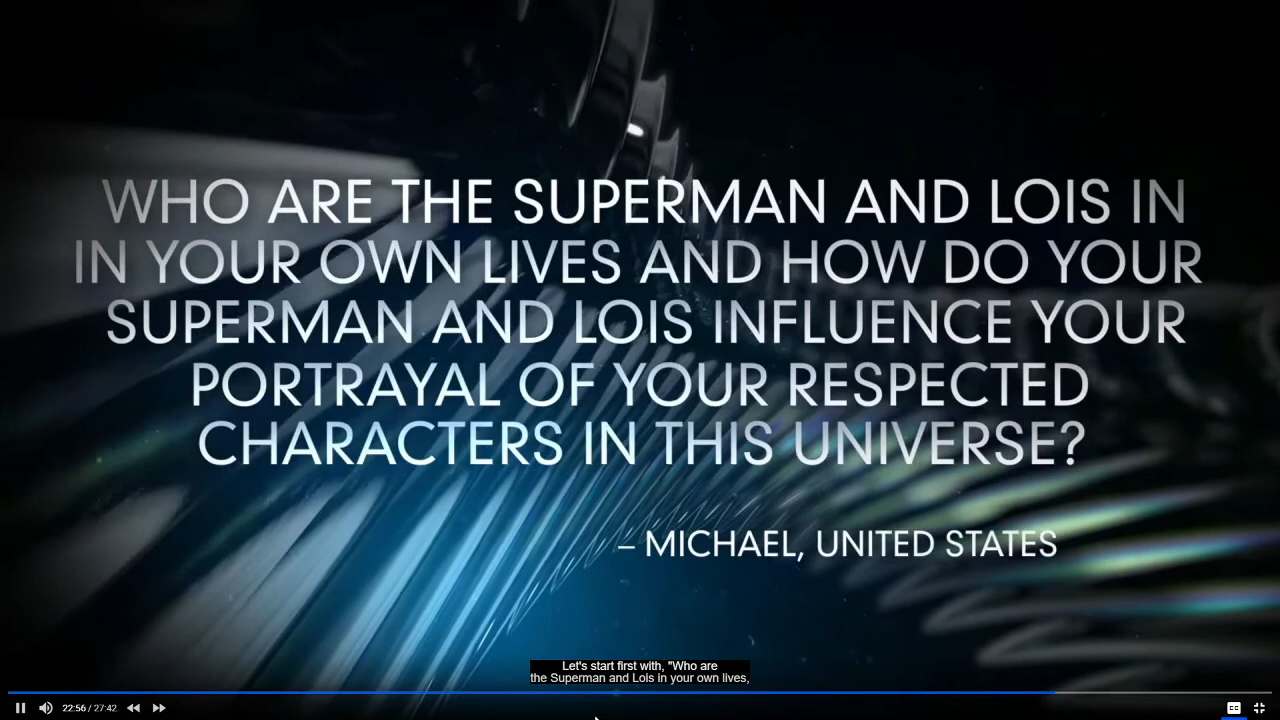 WHO ARE THE SUPERMAN AND LOIS IN
IN YOUR OWN LIVES AND HOW DO YOUR
SUPERMAN AND LOIS INFLUENCE YOUR
PORTRAYAL OF YOUR RESPECTED
CHARACTERS IN THIS UNIVERSE?
– MICHAEL, UNITED STATES
Let's start first with, "Who are
the Superman and Lois in your own lives,
22:56 / 27:42
CC